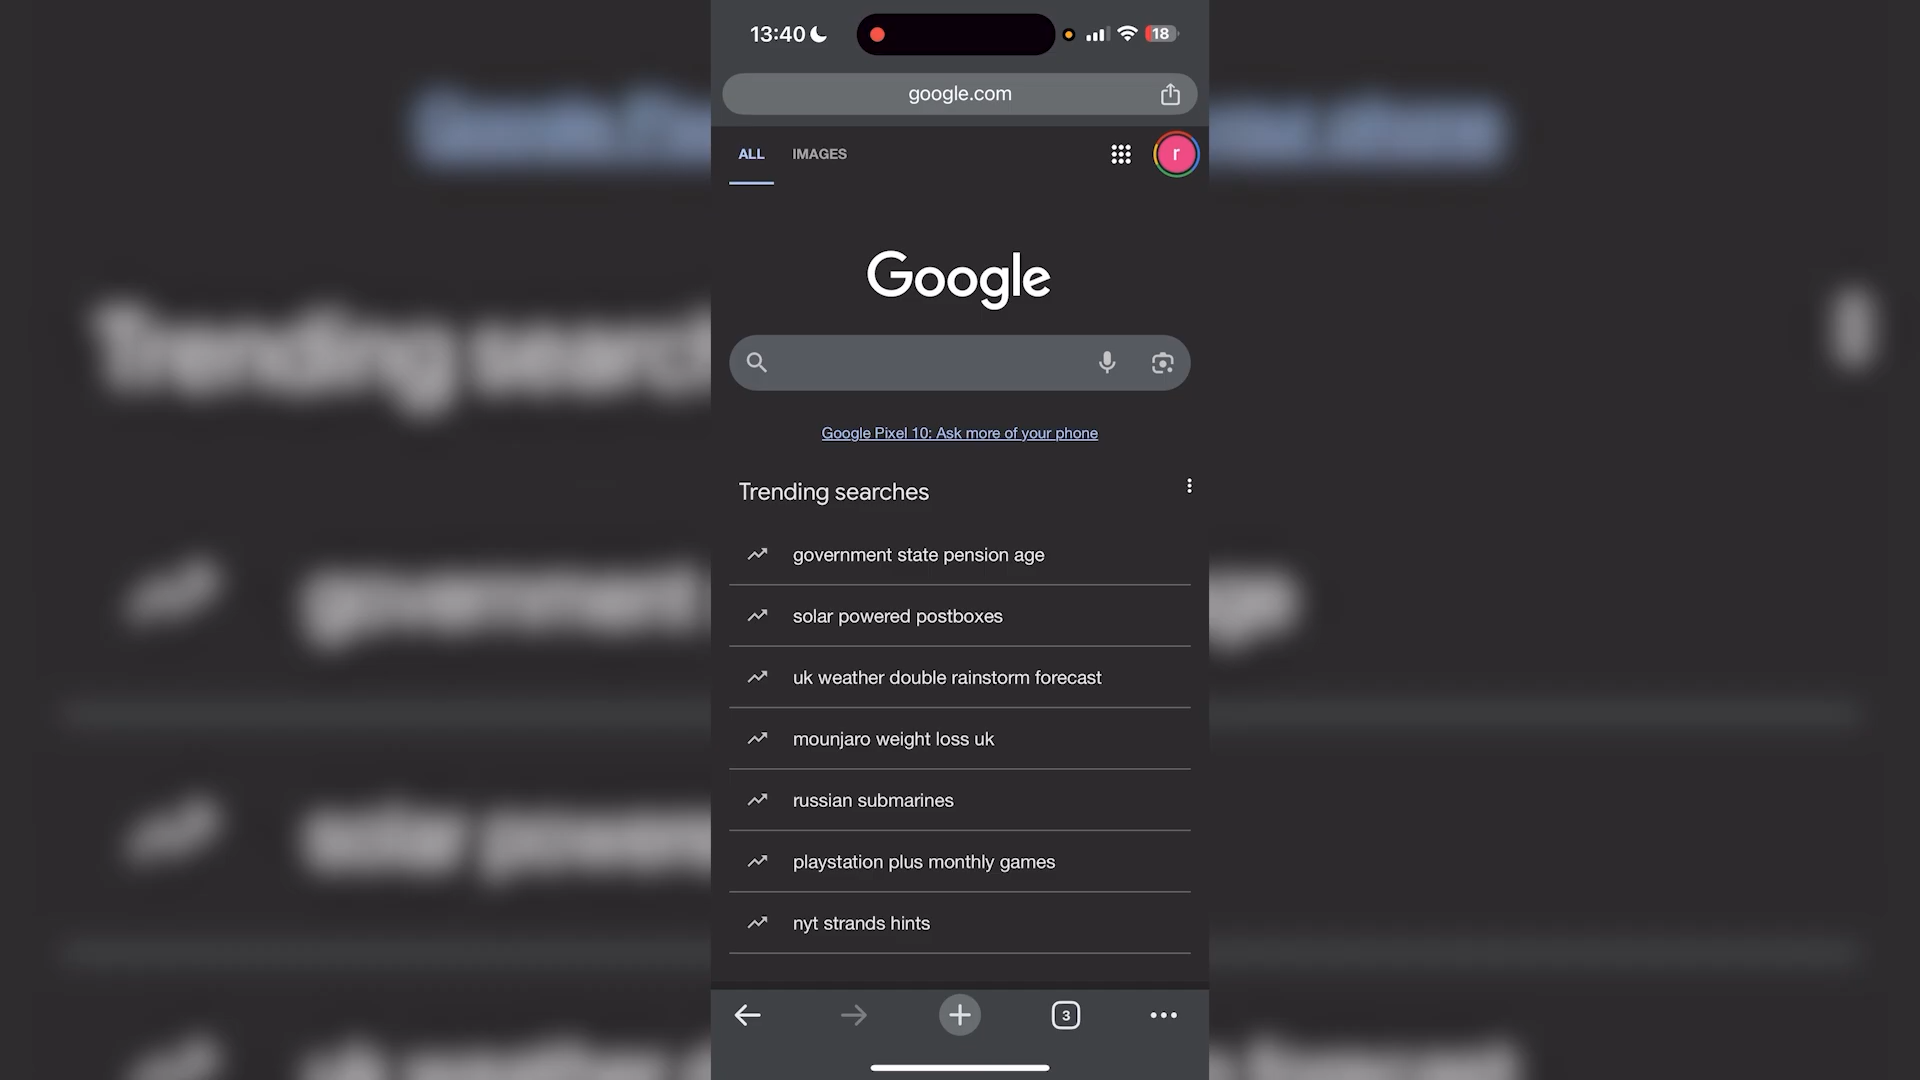 13:40
18
google.com
ALL IMAGES
r
Google
Google Pixel 10: Ask more of your phone
Trending searches
government state pension age
solar powered postboxes
uk weather double rainstorm forecast
mounjaro weight loss uk
russian submarines
playstation plus monthly games
nyt strands hints
3